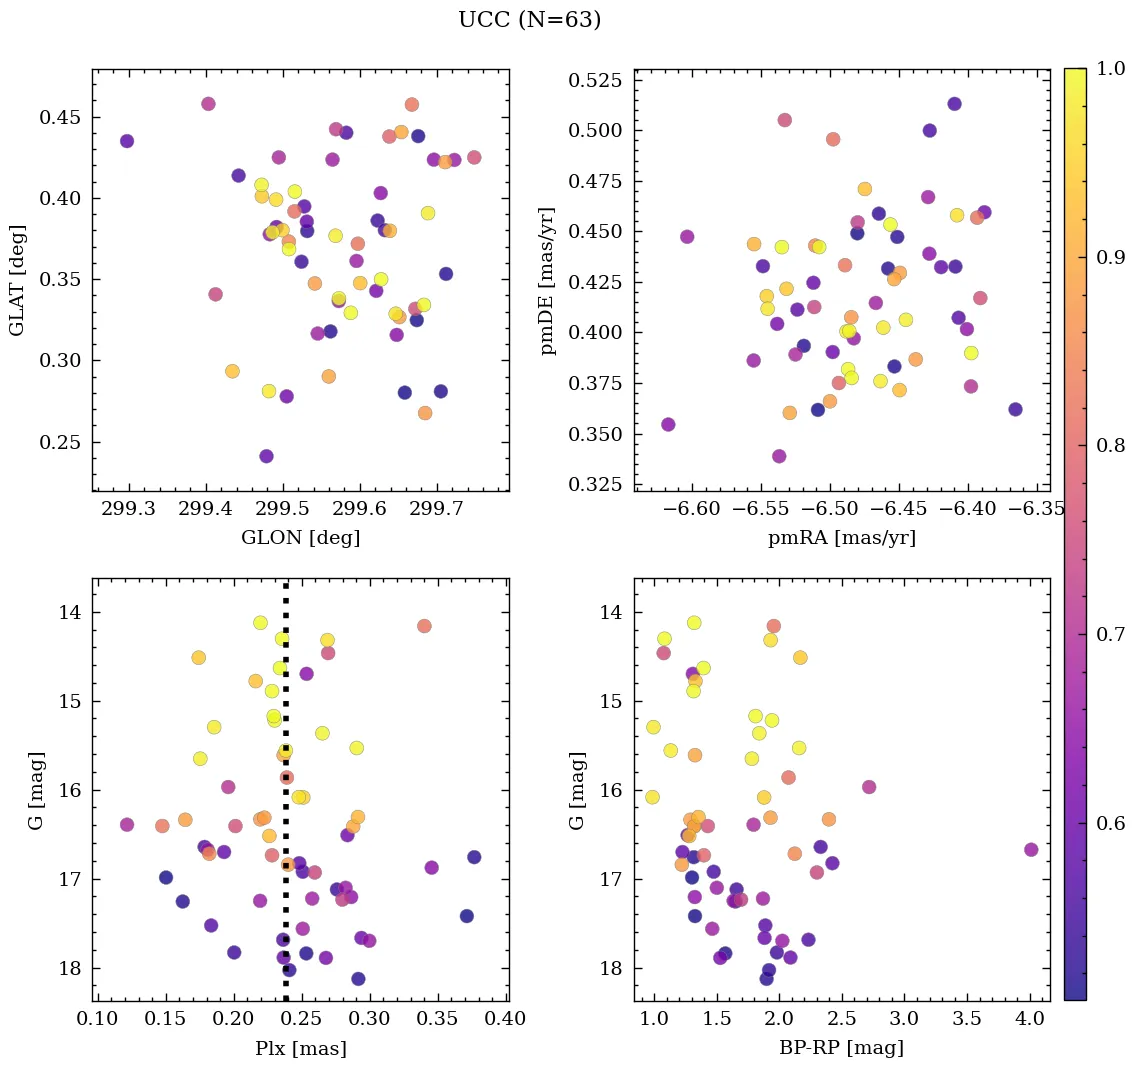 UCC (N=63)
0.45
0.40
0.35
0.30
0.25
GLAT [deg]
299.3 299.4 299.5 299.6 299.7
GLON [deg]
0.525
0.500
0.475
0.450
0.425
0.400
0.375
0.350
0.325
pmDE [mas/yr]
−6.60 −6.55 −6.50 −6.45 −6.40 −6.35
pmRA [mas/yr]
1.0
0.9
0.8
0.7
0.6
14
15
16
17
18
G [mag]
0.10 0.15 0.20 0.25 0.30 0.35 0.40
Plx [mas]
14
15
16
17
18
G [mag]
1.0 1.5 2.0 2.5 3.0 3.5 4.0
BP-RP [mag]